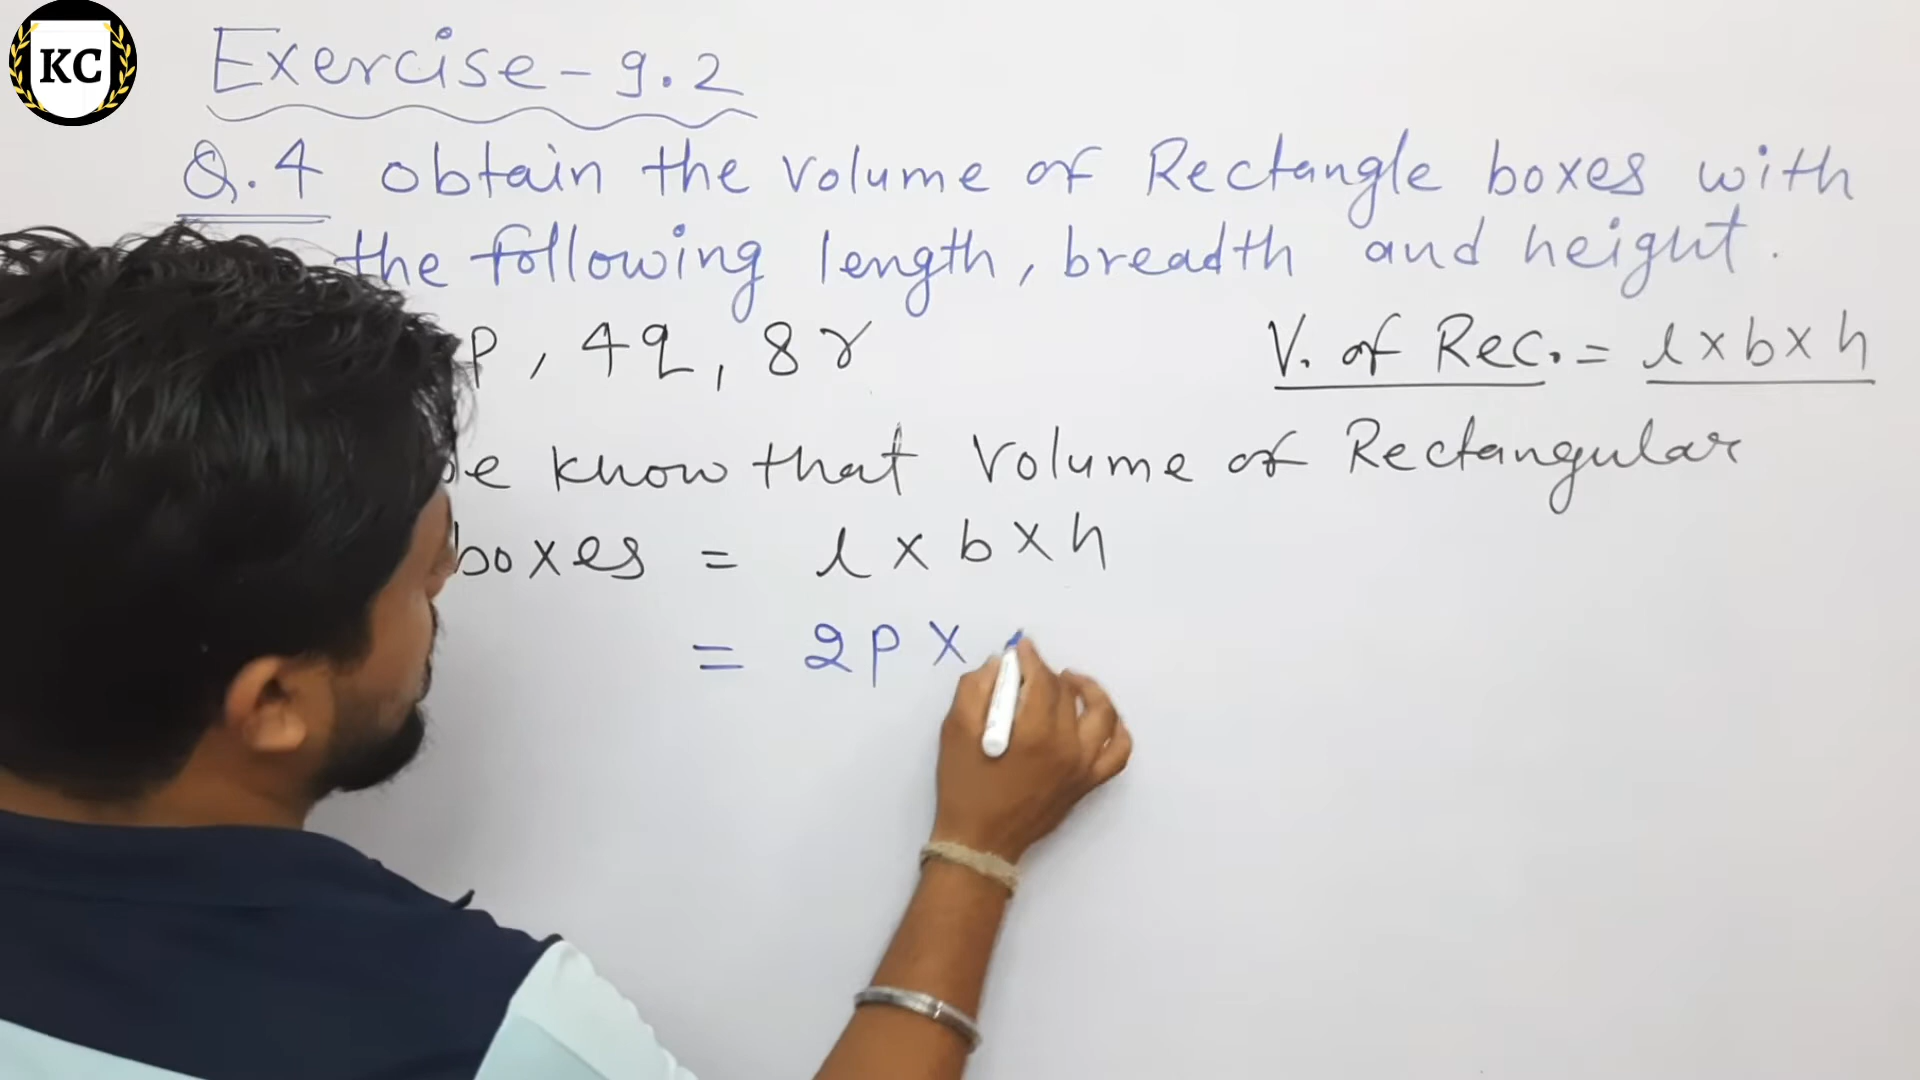 KC
Exercise - 9.2
Q.4 obtain the volume of Rectangle boxes with
the following length, breadth and height.
P, 4q, 8r
V. of Rec. = l×b×h
know that Volume of Rectangular
boxes = l×b×h
= 2P×